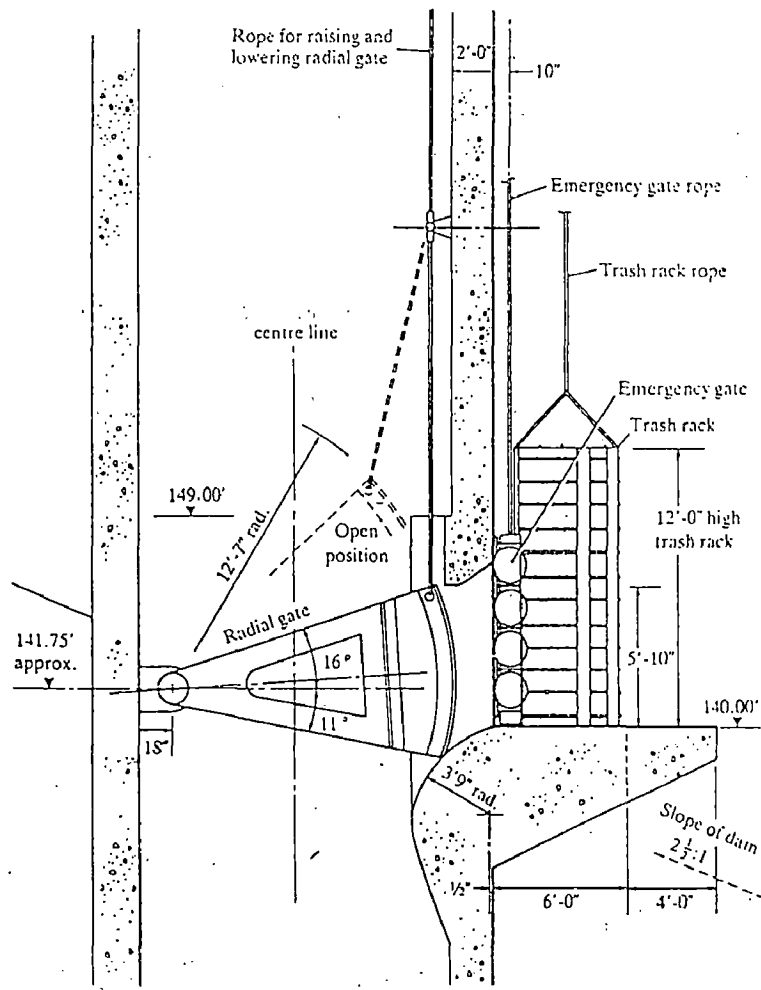 Rope for raising and
lowering radial gate
2'-0"
10"
Emergency gate rope
Trash rack rope
centre line
Emergency gate
Trash rack
149.00'
12'-7" rad.
Open
position
12'-0" high
trash rack
Radial gate
141.75'
approx.
16°
11°
5'-10"
140.00'
18"
3'9" rad.
Slope of dam
2½:1
½"
6'-0"
4'-0"